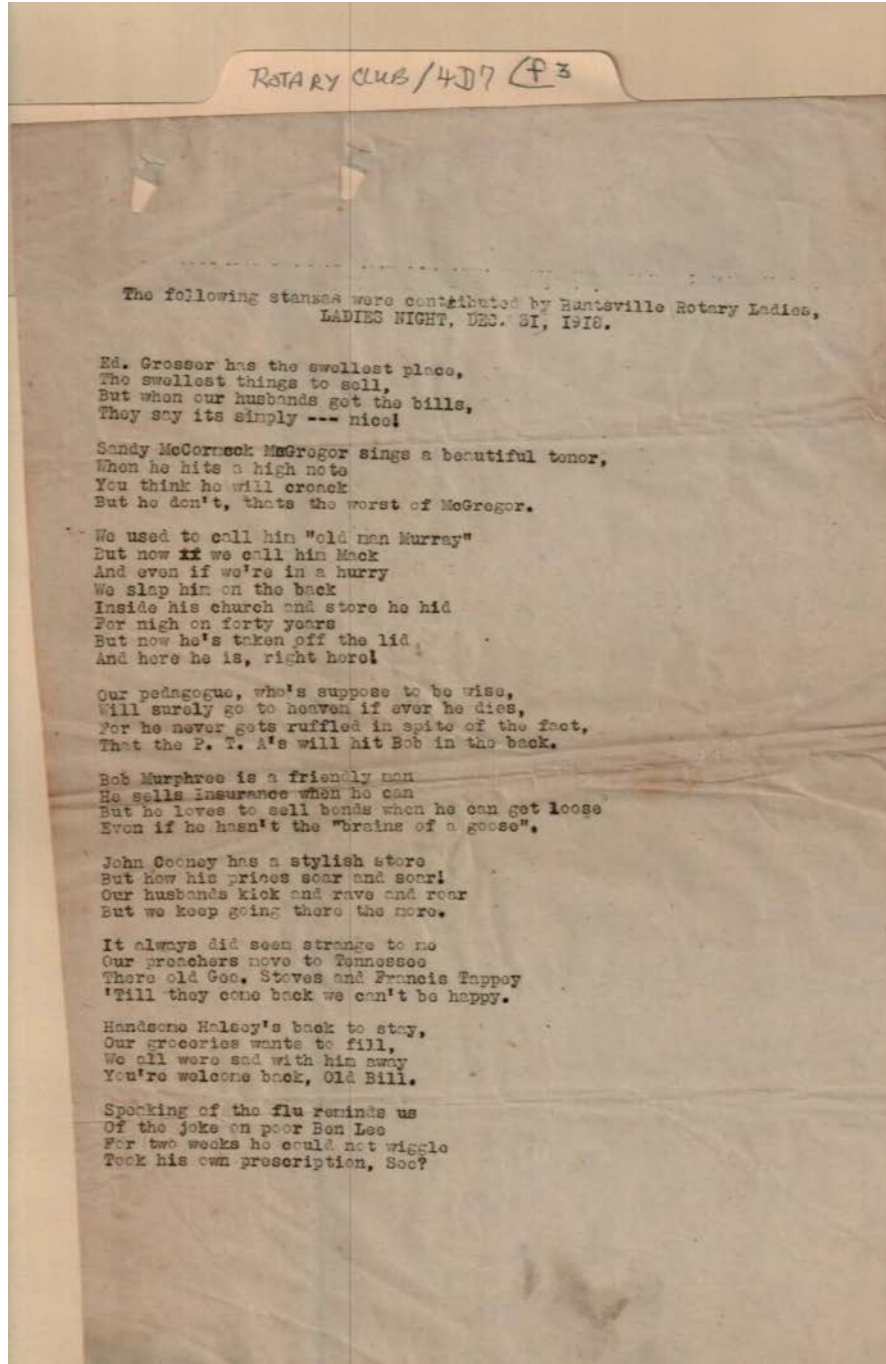 ROTARY CLUB/4D7 f3
The following stanzas were contributed by Huntsville Rotary Ladies,
LADIES NIGHT, DEC. 3I, I9I8.
Ed. Grosser has the swellest place,
The swellest things to sell,
But when our husbands get the bills,
They say its simply --- nice!
Sandy McCormack McGregor sings a beautiful tenor,
When he hits a high note
You think he will croack
But he don't, thats the worst of McGregor.
We used to call him "old man Murray"
But now we call him Mack
And even if we're in a hurry
We slap him on the back
Inside his church and store he hid
For nigh on forty years
But now he's taken off the lid
And here he is, right here!
Our pedagogue, who's suppose to be wise,
Will surely go to heaven if ever he dies,
For he never gets ruffled in spite of the fact,
That the P. T. A's will hit Bob in the back.
Bob Murphree is a friendly man
He sells Insurance when he can
But he loves to sell bonds when he can get loose
Even if he hasn't the "brains of a goose".
John Cooney has a stylish store
But how his prices soar and soar!
Our husbands kick and rave and roar
But we keep going there the more.
It always did seem strange to me
Our preachers move to Tennessee
There old Geo. Stoves and Francis Tappey
'Till they come back we can't be happy.
Handsome Halsey's back to stay,
Our groceries wants to fill,
We all were sad with him away
You're welcome back, Old Bill.
Speaking of the flu reminds us
Of the joke on poor Ben Lee
For two weeks he could not wiggle
Took his own prescription, See?